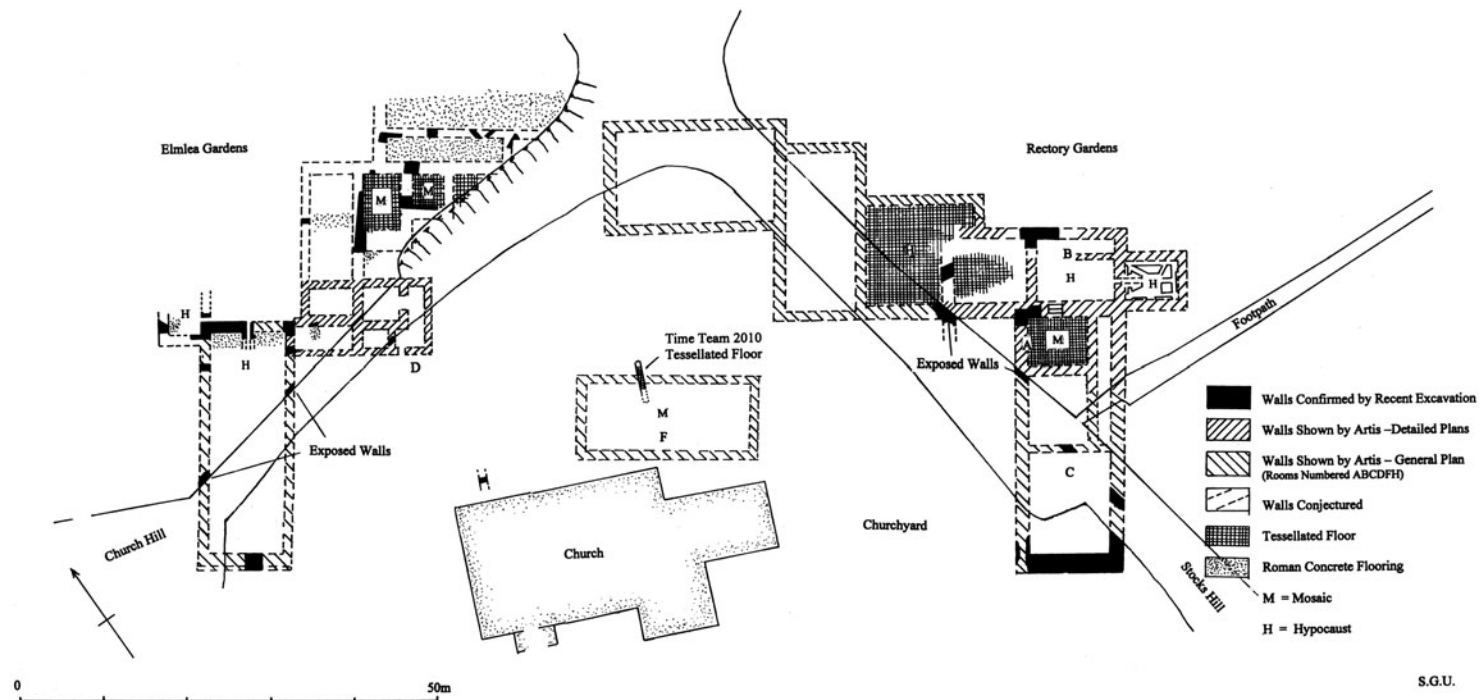 Elmlea Gardens
Rectory Gardens
M
M
H
H
D
H
B
H
H
A
M
C
Time Team 2010
Tessellated Floor
M
F
Exposed Walls
Exposed Walls
Footpath
Church Hill
Church
Churchyard
Stocks Hill
Walls Confirmed by Recent Excavation
Walls Shown by Artis –Detailed Plans
Walls Shown by Artis – General Plan
(Rooms Numbered ABCDFH)
Walls Conjectured
Tessellated Floor
Roman Concrete Flooring
M = Mosaic
H = Hypocaust
0
50m
S.G.U.